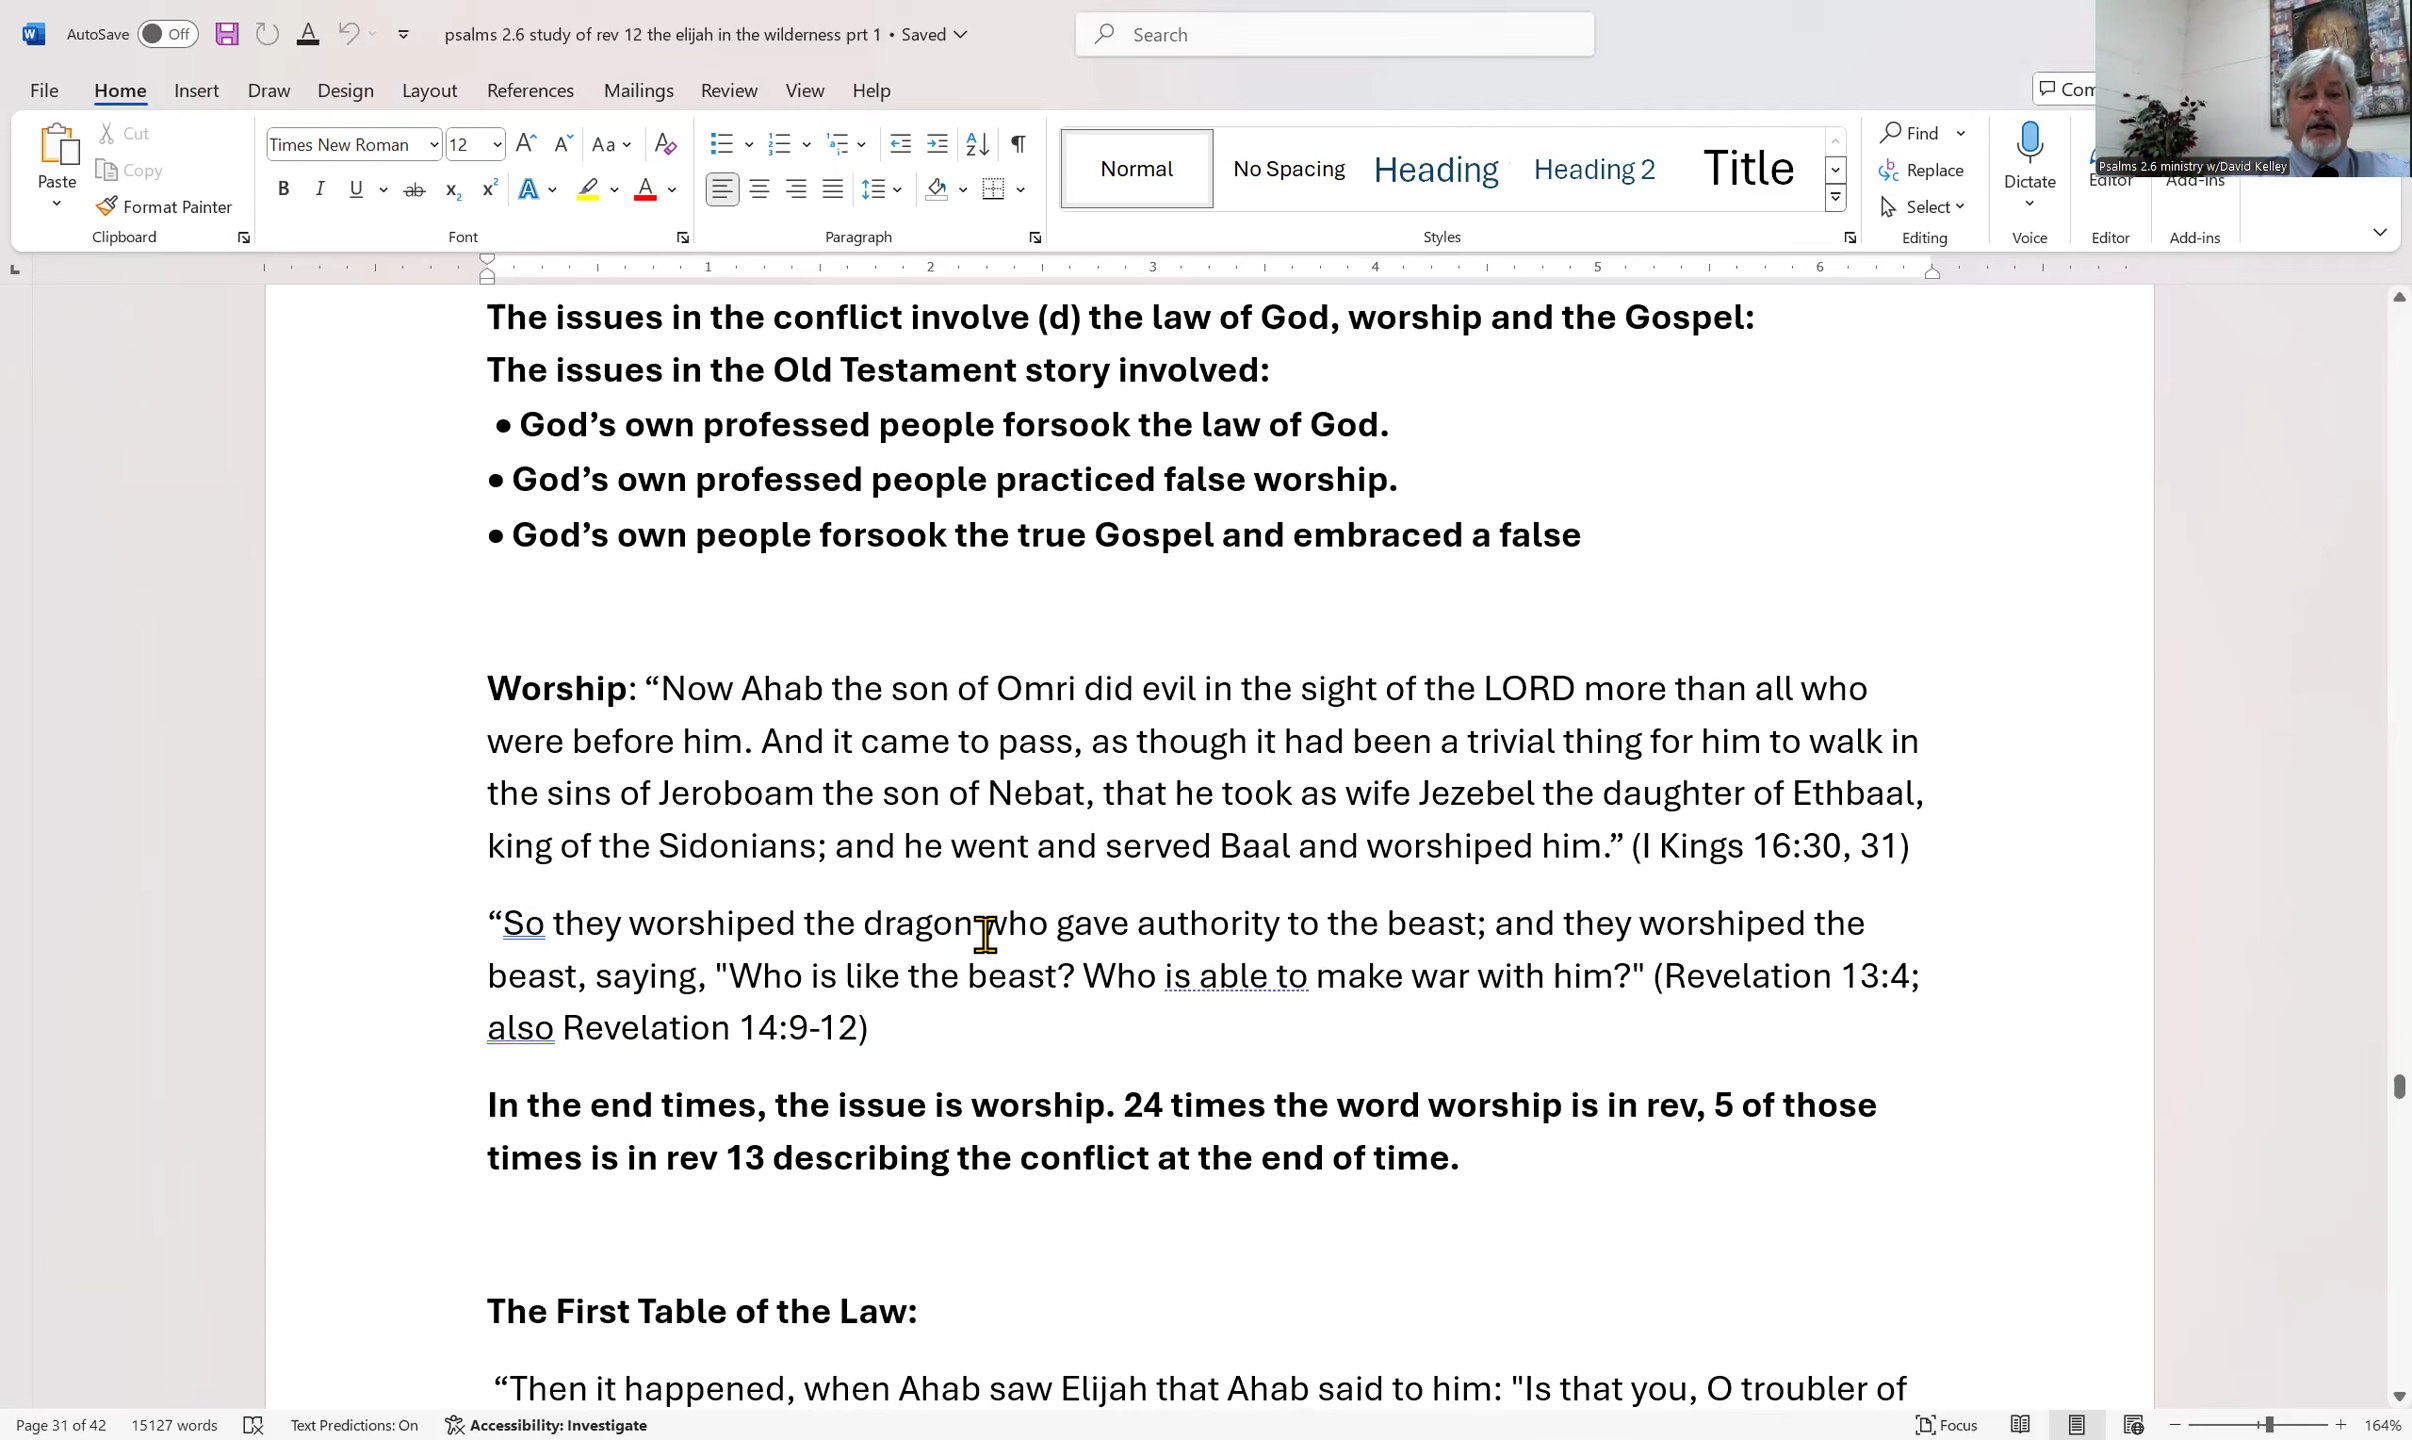 AutoSave Off psalms 2.6 study of rev 12 the elijah in the wilderness prt 1 • Saved Search
File Home Insert Draw Design Layout References Mailings Review View Help
Paste Cut Copy Format Painter
Times New Roman 12
Normal No Spacing Heading Heading 2 Title
Find Replace Select
Dictate Editor Add-ins
Psalms 2.6 ministry w/David Kelley
Clipboard Font Paragraph Styles Editing Voice Editor Add-ins
1 2 3 4 5 6
The issues in the conflict involve (d) the law of God, worship and the Gospel:
The issues in the Old Testament story involved:
• God’s own professed people forsook the law of God.
• God’s own professed people practiced false worship.
• God’s own people forsook the true Gospel and embraced a false
Worship: “Now Ahab the son of Omri did evil in the sight of the LORD more than all who
were before him. And it came to pass, as though it had been a trivial thing for him to walk in
the sins of Jeroboam the son of Nebat, that he took as wife Jezebel the daughter of Ethbaal,
king of the Sidonians; and he went and served Baal and worshiped him.” (I Kings 16:30, 31)
“So they worshiped the dragon who gave authority to the beast; and they worshiped the
beast, saying, "Who is like the beast? Who is able to make war with him?" (Revelation 13:4;
also Revelation 14:9-12)
In the end times, the issue is worship. 24 times the word worship is in rev, 5 of those
times is in rev 13 describing the conflict at the end of time.
The First Table of the Law:
“Then it happened, when Ahab saw Elijah that Ahab said to him: "Is that you, O troubler of
Page 31 of 42 15127 words Text Predictions: On Accessibility: Investigate Focus 164%